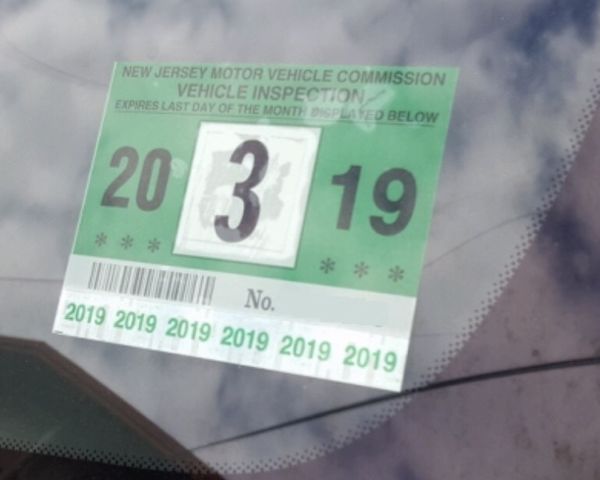 NEW JERSEY MOTOR VEHICLE COMMISSION
VEHICLE INSPECTION
EXPIRES LAST DAY OF THE MONTH DISPLAYED BELOW
20 3 19
*** ***
No.
2019 2019 2019 2019 2019 2019